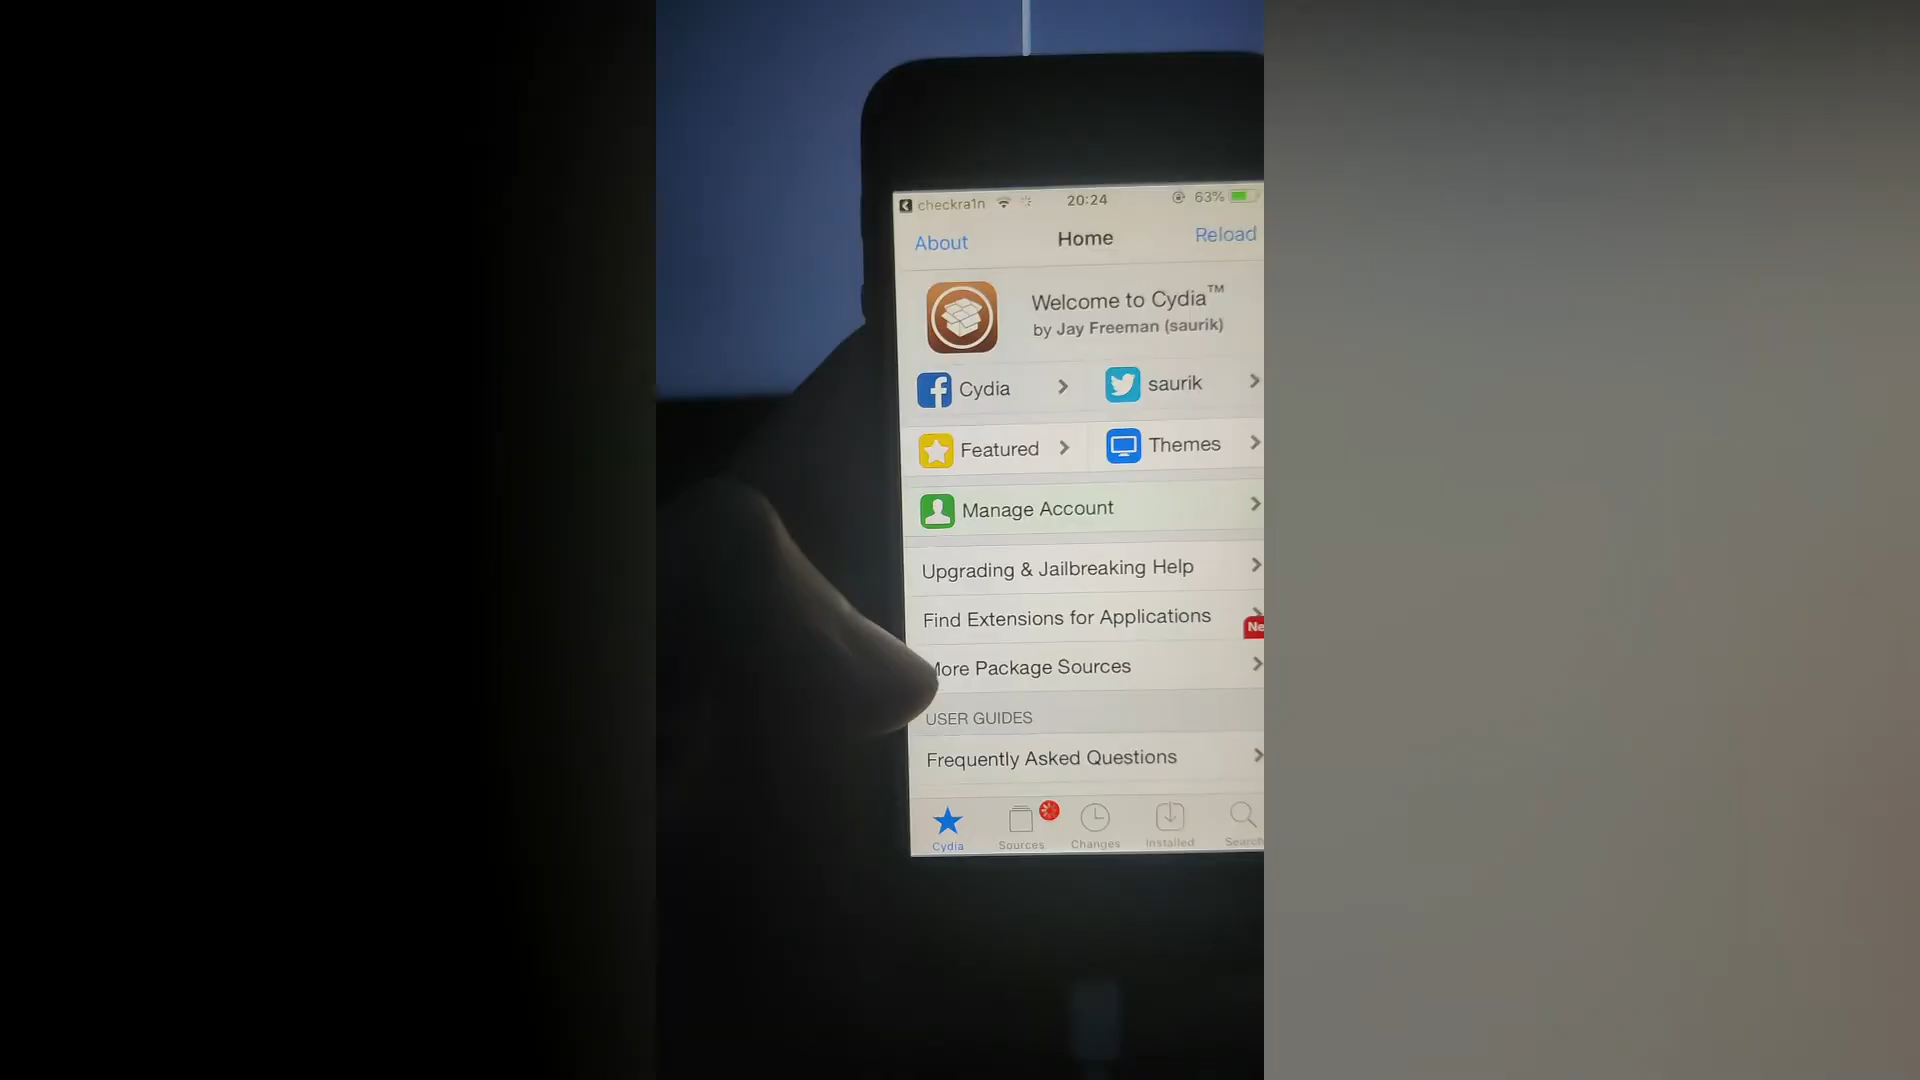 checkra1n 20:24 63%
About Home Reload
Welcome to Cydia™
by Jay Freeman (saurik)
Cydia saurik
Featured Themes
Manage Account
Upgrading & Jailbreaking Help
Find Extensions for Applications
Ne
More Package Sources
USER GUIDES
Frequently Asked Questions
Cydia Sources Changes Installed Search